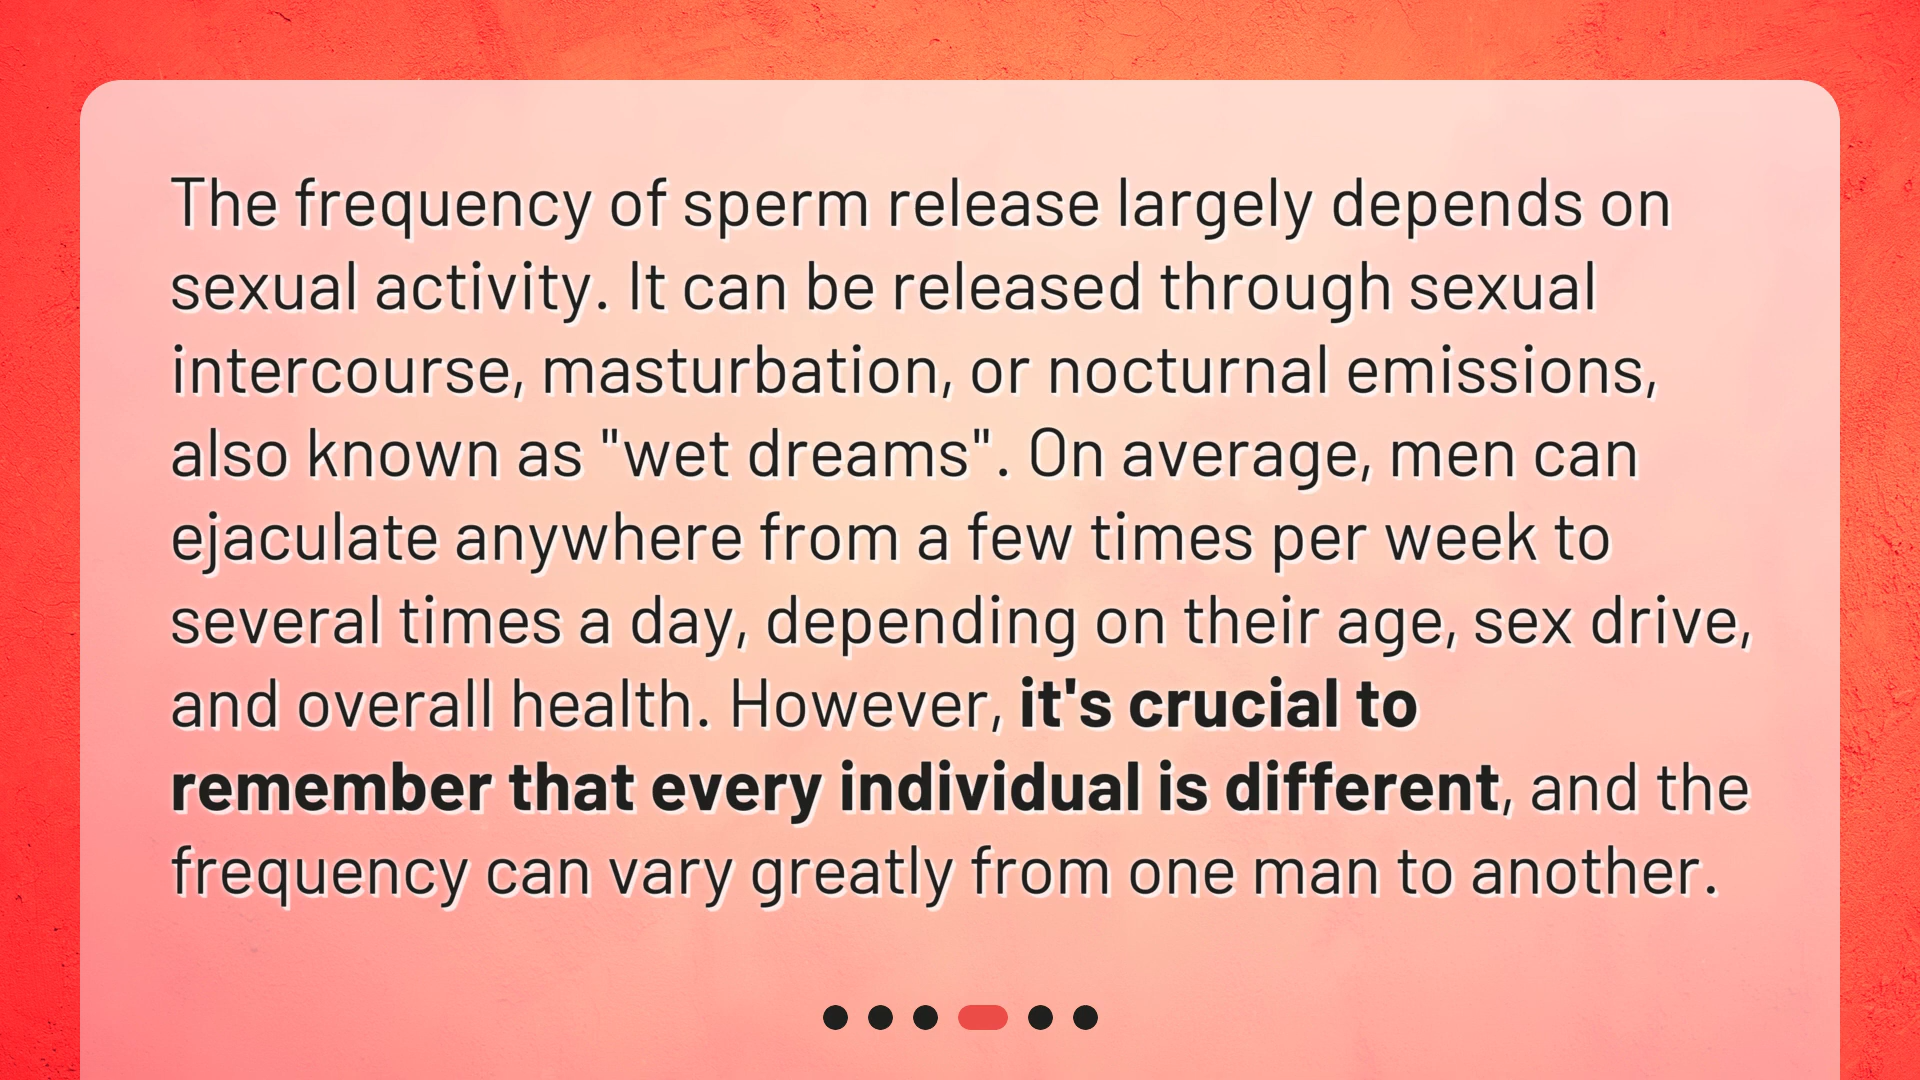 The frequency of sperm release largely depends on
sexual activity. It can be released through sexual
intercourse, masturbation, or nocturnal emissions,
also known as "wet dreams". On average, men can
ejaculate anywhere from a few times per week to
several times a day, depending on their age, sex drive,
and overall health. However, it's crucial to
remember that every individual is different, and the
frequency can vary greatly from one man to another.